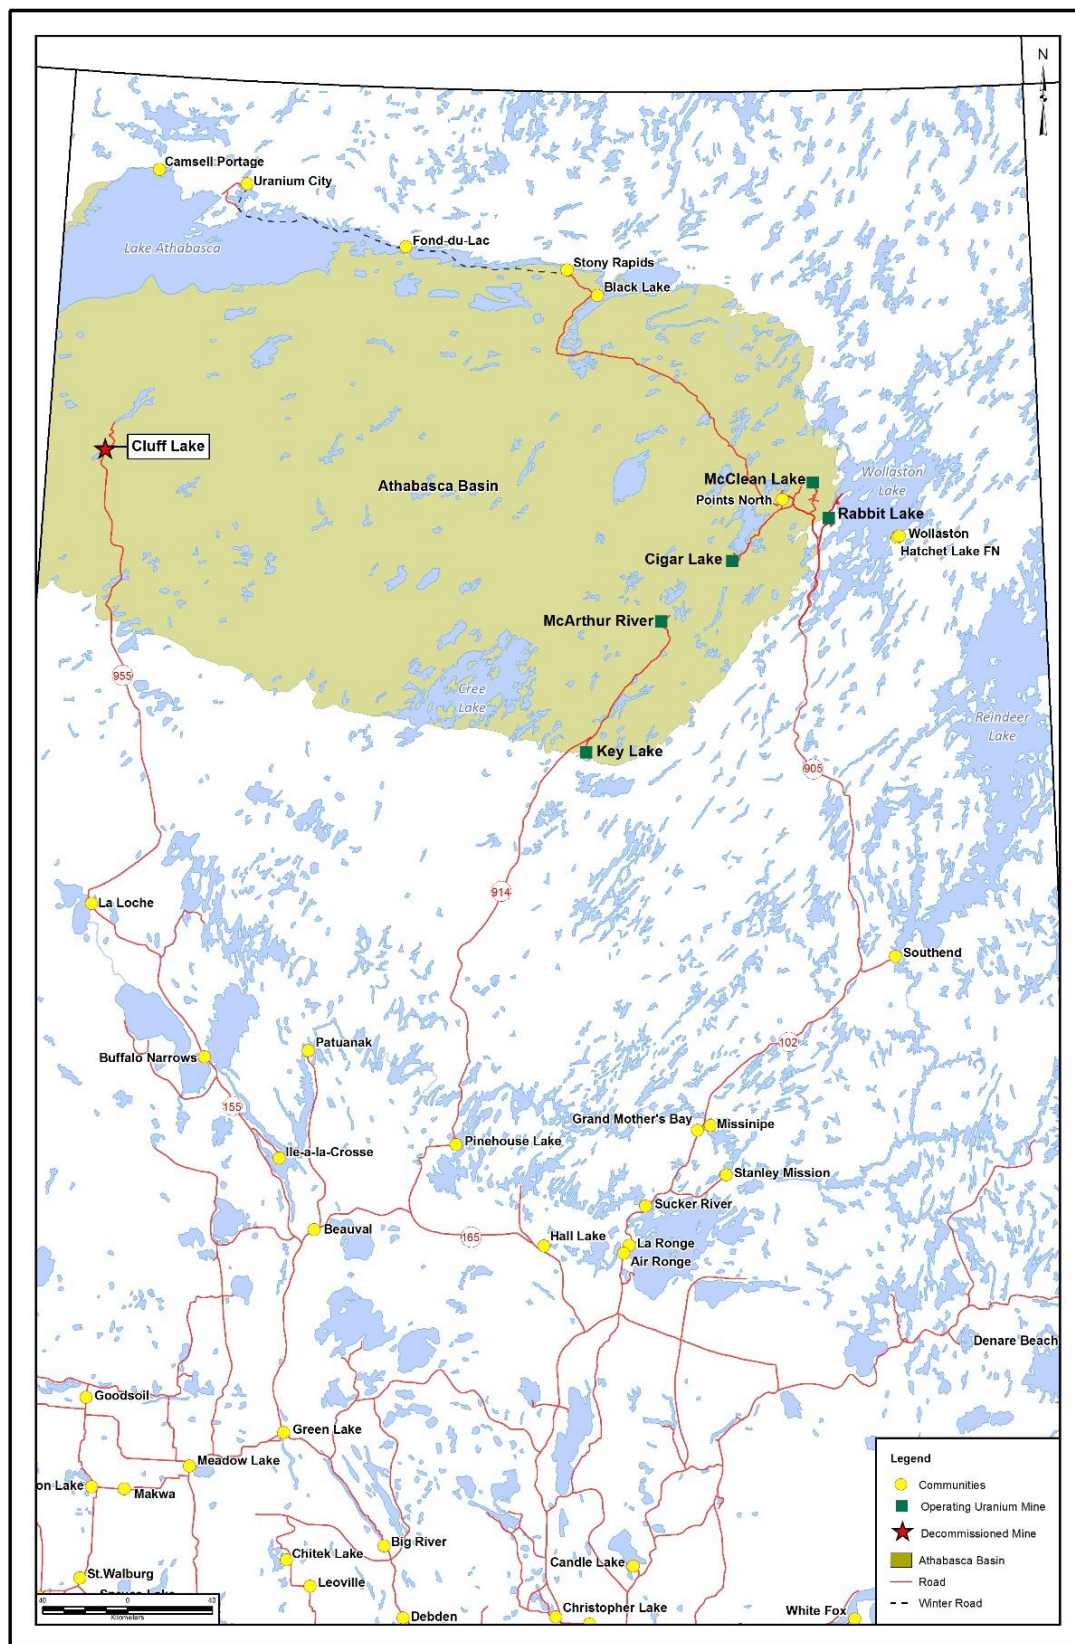 N
Camsell Portage
Uranium City
Lake Athabasca
Fond-du-Lac
Stony Rapids
Black Lake
Cluff Lake
Athabasca Basin
McClean Lake
Points North
Wollaston
Lake
Rabbit Lake
Wollaston
Hatchet Lake FN
Cigar Lake
McArthur River
955
Cree
Lake
Reindeer
Lake
Key Lake
905
914
La Loche
Southend
Buffalo Narrows
Patuanak
102
155
Grand Mother's Bay
Missinipe
Pinehouse Lake
Ile-a-la-Crosse
Stanley Mission
Sucker River
Beauval
165
Hall Lake
La Ronge
Air Ronge
Denare Beach
Goodsoil
Green Lake
Meadow Lake
on Lake
Makwa
Big River
Chitek Lake
Candle Lake
St.Walburg
Leoville
Debden
Christopher Lake
White Fox
40 0 40
Kilometers
Legend
Communities
Operating Uranium Mine
Decommissioned Mine
Athabasca Basin
Road
Winter Road